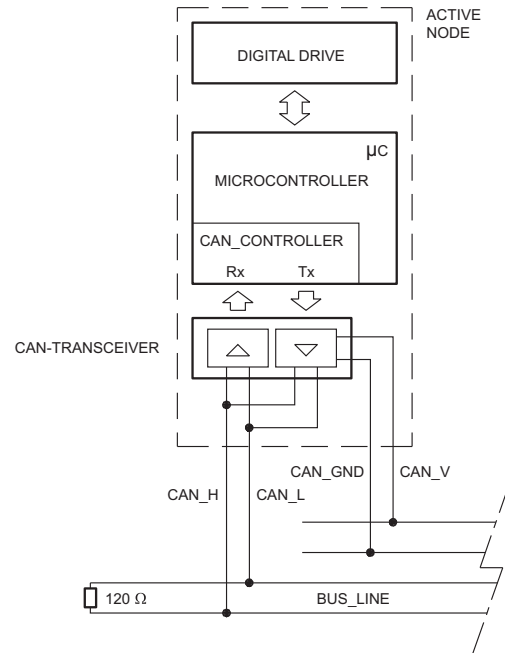 ACTIVE
NODE
DIGITAL DRIVE
µC
MICROCONTROLLER
CAN_CONTROLLER
Rx Tx
CAN-TRANSCEIVER
CAN_GND CAN_V
CAN_H CAN_L
120 Ω BUS_LINE